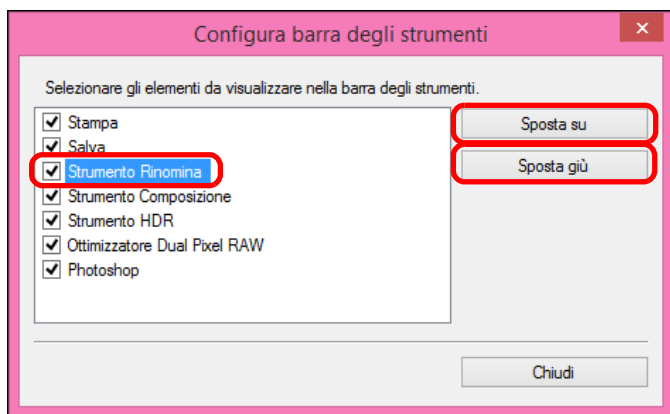 Configura barra degli strumenti
Selezionare gli elementi da visualizzare nella barra degli strumenti.
Stampa
Salva
Strumento Rinomina
Strumento Composizione
Strumento HDR
Ottimizzatore Dual Pixel RAW
Photoshop
Sposta su
Sposta giù
Chiudi